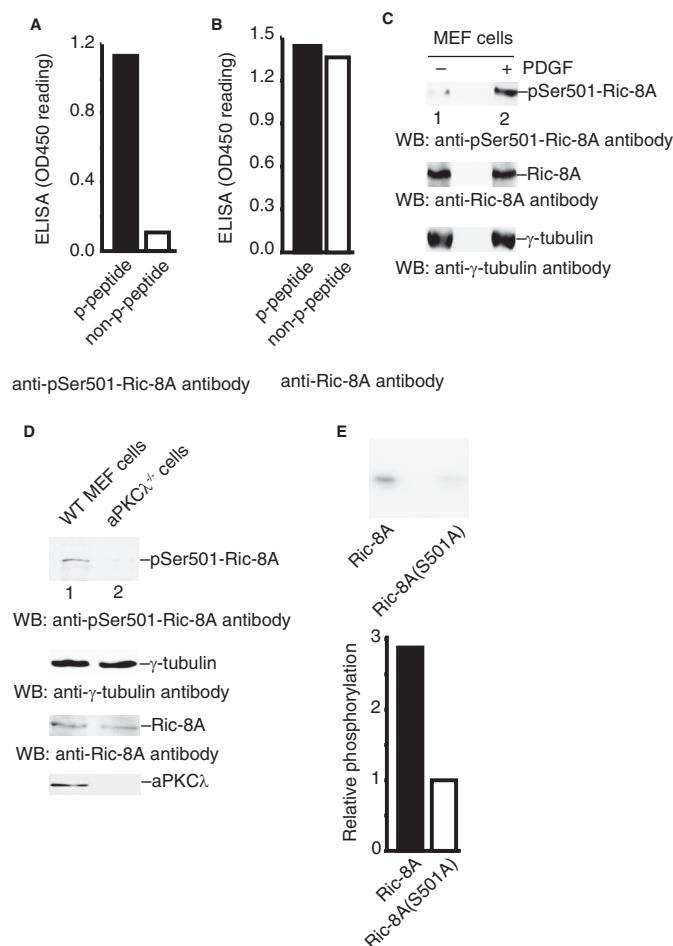 A
ELISA (OD450 reading)
1.2
0.8
0.4
0.0
p-peptide
non-p-peptide
anti-pSer501-Ric-8A antibody
B
ELISA (OD450 reading)
1.5
1.2
0.9
0.6
0.3
0.0
p-peptide
non-p-peptide
anti-Ric-8A antibody
C
MEF cells
– + PDGF
–pSer501-Ric-8A
1 2
WB: anti-pSer501-Ric-8A antibody
–Ric-8A
WB: anti-Ric-8A antibody
–γ-tubulin
WB: anti-γ-tubulin antibody
D
WT MEF cells
aPKCλ-/- cells
–pSer501-Ric-8A
1 2
WB: anti-pSer501-Ric-8A antibody
–γ-tubulin
WB: anti-γ-tubulin antibody
–Ric-8A
WB: anti-Ric-8A antibody
–aPKCλ
E
Ric-8A
Ric-8A(S501A)
Relative phosphorylation
3
2
1
0
Ric-8A
Ric-8A(S501A)